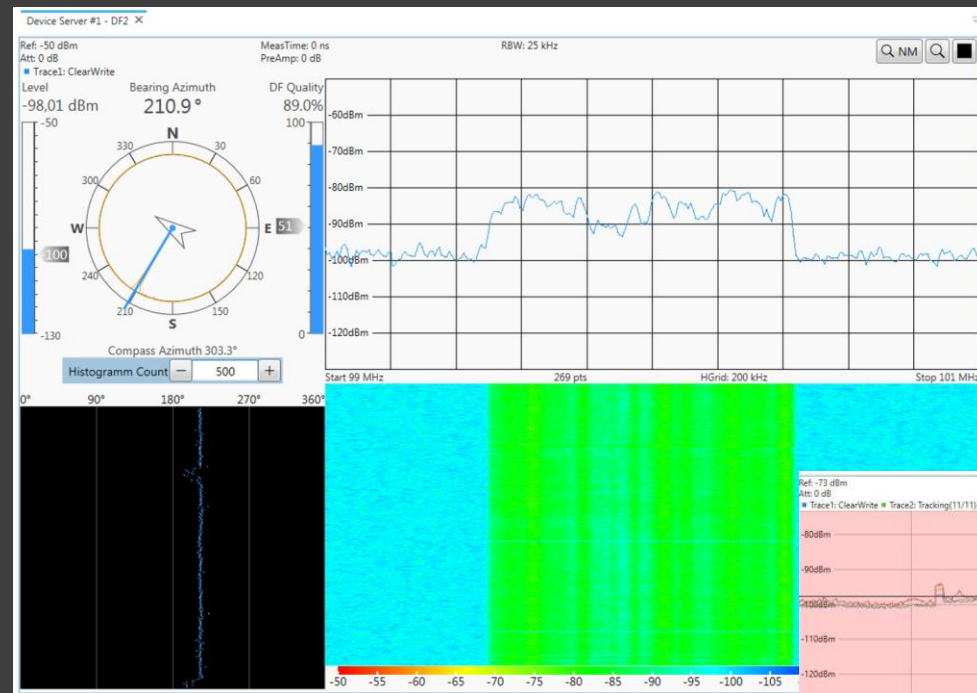 Device Server #1 - DF2 ✕
Ref: -50 dBm MeasTime: 0 ns RBW: 25 kHz
Att: 0 dB PreAmp: 0 dB
Trace1: ClearWrite
NM
Level Bearing Azimuth DF Quality
-98,01 dBm 210.9 ° 89.0%
-50
-100
-130
N
30
60
E
120
150
S
210
240
W
300
330
100
51
0
-60dBm
-70dBm
-80dBm
-90dBm
-100dBm
-110dBm
-120dBm
Compass Azimuth 303.3°
Histogramm Count − 500 +
Start 99 MHz 269 pts HGrid: 200 kHz Stop 101 MHz
0° 90° 180° 270° 360°
-50 -55 -60 -65 -70 -75 -80 -85 -90 -95 -100 -105
Ref: -73 dBm
Att: 0 dB
Trace1: ClearWrite Trace2: Tracking(11/11)
-80dBm
-90dBm
-100dBm
-110dBm
-120dBm